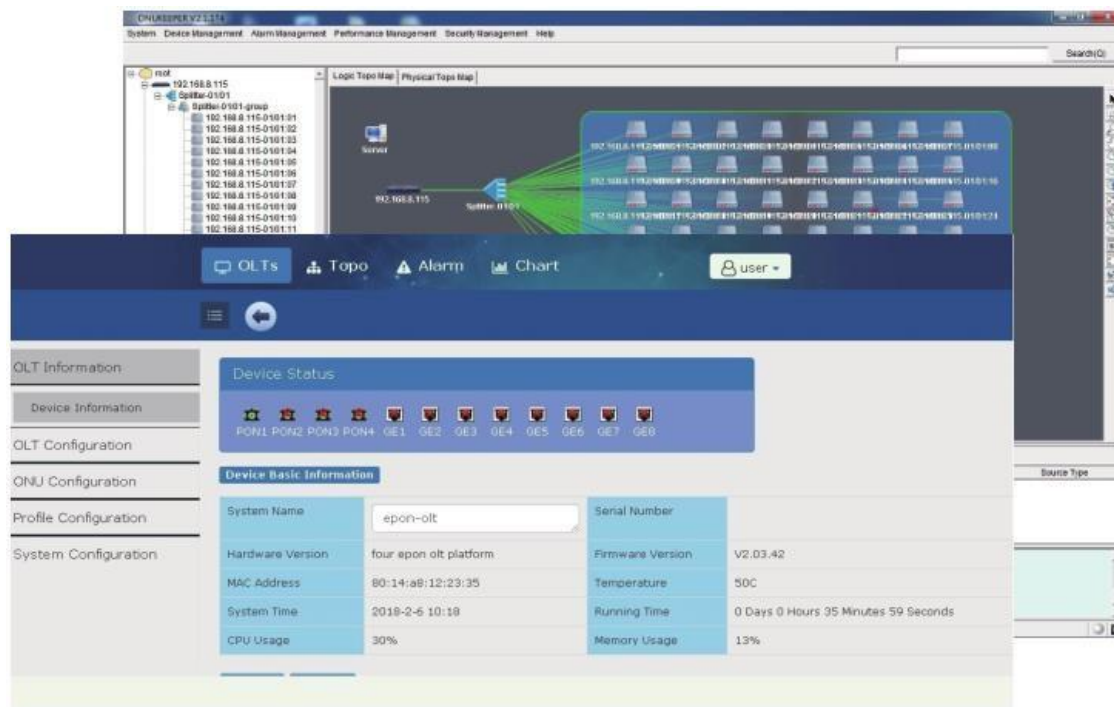 ONUKEEPER V2.1.174
System Device Management Alarm Management Performance Management Security Management Help
Search(Q)
root
192.168.8.115
Splitter-0101
Splitter-0101-group
192.168.8.115-0101:01
192.168.8.115-0101:02
192.168.8.115-0101:03
192.168.8.115-0101:04
192.168.8.115-0101:05
192.168.8.115-0101:06
192.168.8.115-0101:07
192.168.8.115-0101:08
192.168.8.115-0101:09
192.168.8.115-0101:10
192.168.8.115-0101:11
Logic Topo Map Physical Topo Map
Server
192.168.8.115
Splitter-0101
OLTs Topo Alarm Chart user
OLT Information
Device Information
OLT Configuration
ONU Configuration
Profile Configuration
System Configuration
Device Status
PON1 PON2 PON3 PON4 GE1 GE2 GE3 GE4 GE5 GE6 GE7 GE8
Device Basic Information
System Name epon-olt Serial Number
Hardware Version four epon olt platform Firmware Version V2.03.42
MAC Address 80:14:a8:12:23:35 Temperature 50C
System Time 2018-2-6 10:18 Running Time 0 Days 0 Hours 35 Minutes 59 Seconds
CPU Usage 30% Memory Usage 13%
Source Type